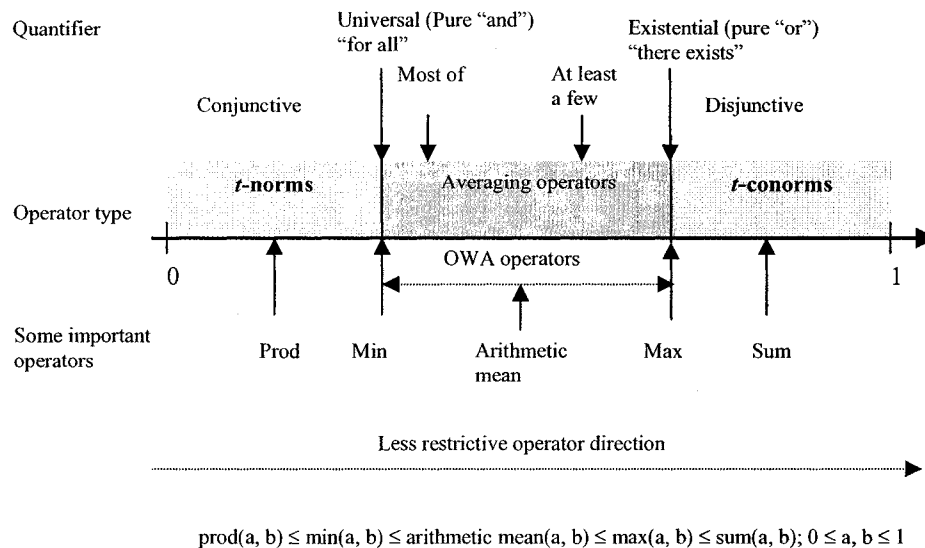 Quantifier
Universal (Pure “and”)
“for all”
Existential (pure “or”)
“there exists”
Most of
At least
a few
Conjunctive
Disjunctive
t-norms
Averaging operators
t-conorms
Operator type
OWA operators
0
1
Some important
operators
Prod
Min
Arithmetic
mean
Max
Sum
Less restrictive operator direction
prod(a, b) ≤ min(a, b) ≤ arithmetic mean(a, b) ≤ max(a, b) ≤ sum(a, b); 0 ≤ a, b ≤ 1